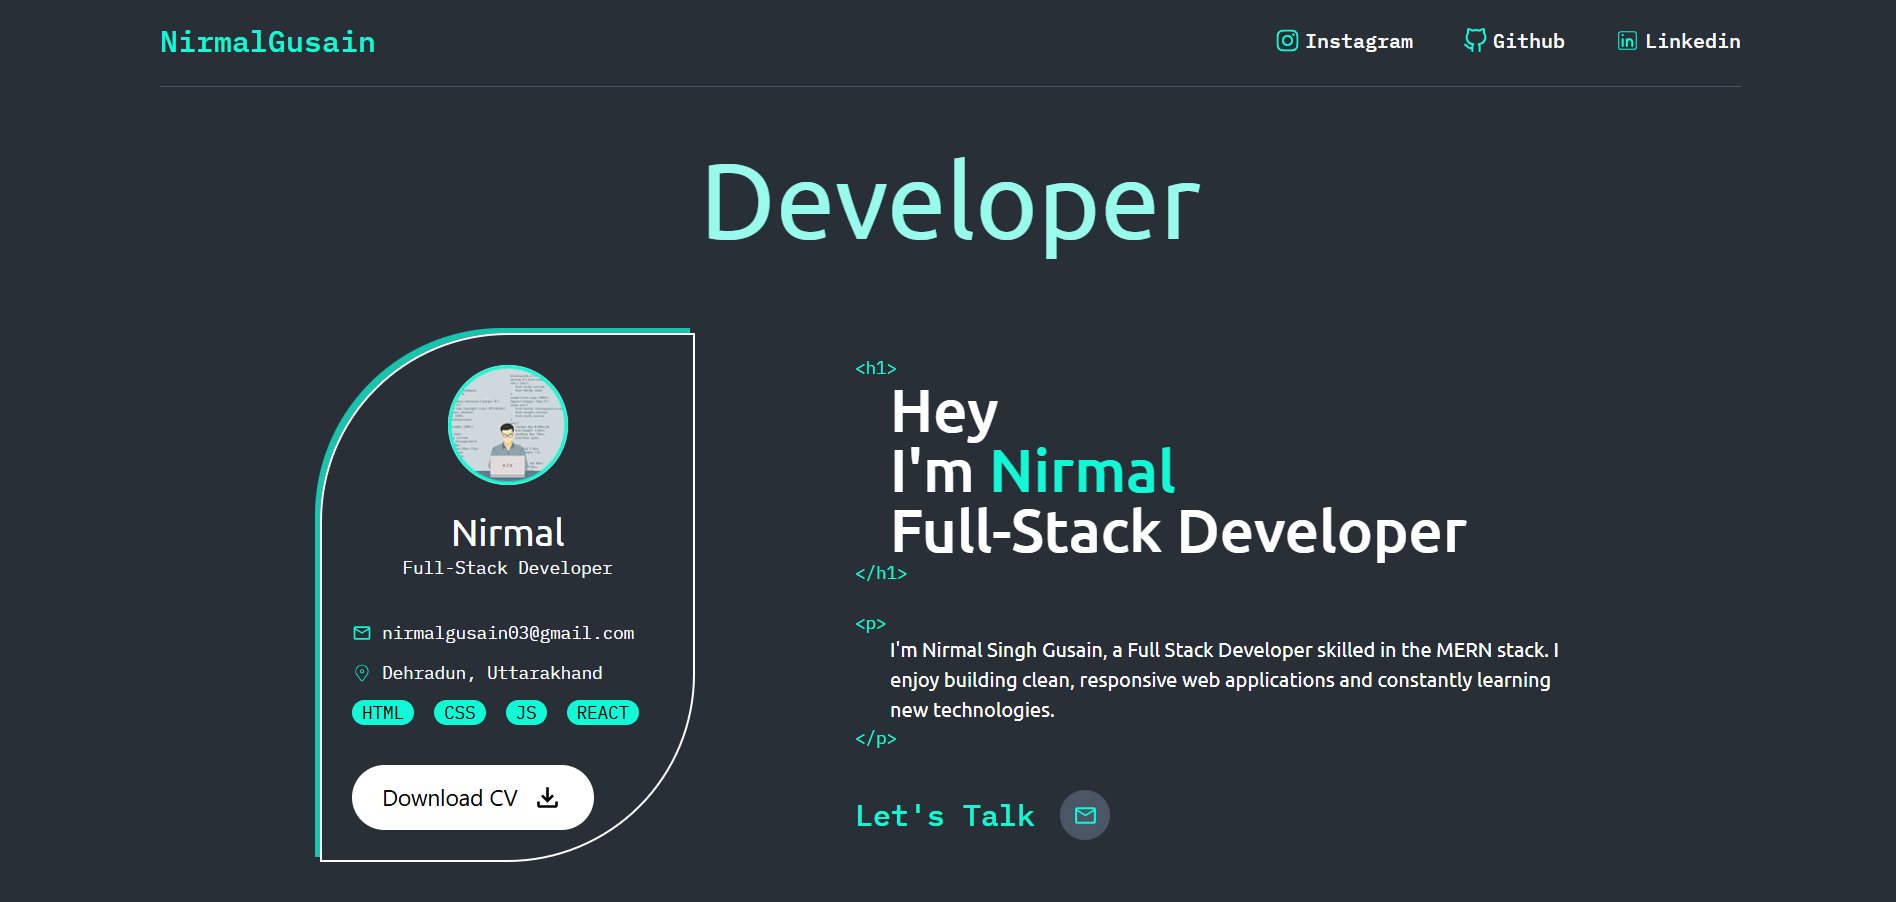 NirmalGusain
Instagram
Github
Linkedin
Developer
Nirmal
Full-Stack Developer
nirmalgusain03@gmail.com
Dehradun, Uttarakhand
HTML CSS JS REACT
Download CV
<h1>
Hey
I'm Nirmal
Full-Stack Developer
</h1>
<p>
I'm Nirmal Singh Gusain, a Full Stack Developer skilled in the MERN stack. I
enjoy building clean, responsive web applications and constantly learning
new technologies.
</p>
Let's Talk